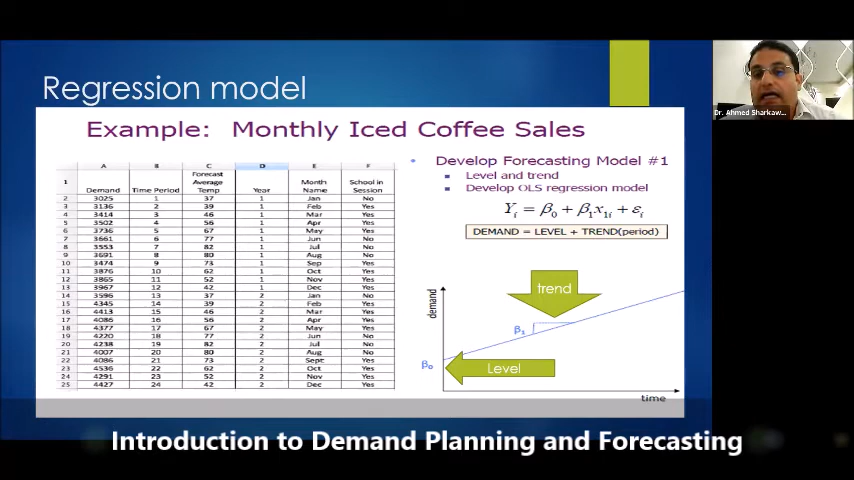 Regression model
Example: Monthly Iced Coffee Sales
A B C D E F
1 Demand Time Period Forecast Average Temp Year Month Name School in Session
2 3025 1 37 1 Jan No
3 3136 2 39 1 Feb Yes
4 3414 3 46 1 Mar Yes
5 3502 4 56 1 Apr Yes
6 3736 5 67 1 May Yes
7 3661 6 77 1 Jun No
8 3553 7 82 1 Jul No
9 3691 8 80 1 Aug No
10 3474 9 73 1 Sep Yes
11 3876 10 62 1 Oct Yes
12 3865 11 52 1 Nov Yes
13 3967 12 42 1 Dec Yes
14 3596 13 37 2 Jan No
15 4345 14 39 2 Feb Yes
16 4413 15 46 2 Mar Yes
17 4086 16 56 2 Apr Yes
18 4377 17 67 2 May Yes
19 4220 18 77 2 Jun No
20 4238 19 82 2 Jul No
21 4007 20 80 2 Aug No
22 4086 21 73 2 Sept Yes
23 4536 22 62 2 Oct Yes
24 4291 23 52 2 Nov Yes
25 4427 24 42 2 Dec Yes
• Develop Forecasting Model #1
Level and trend
Develop OLS regression model
Yᵢ = β₀ + β₁x₁ᵢ + εᵢ
DEMAND = LEVEL + TREND(period)
demand
trend
β₁
β₀
Level
time
Dr. Ahmed Sharkaw...
Introduction to Demand Planning and Forecasting